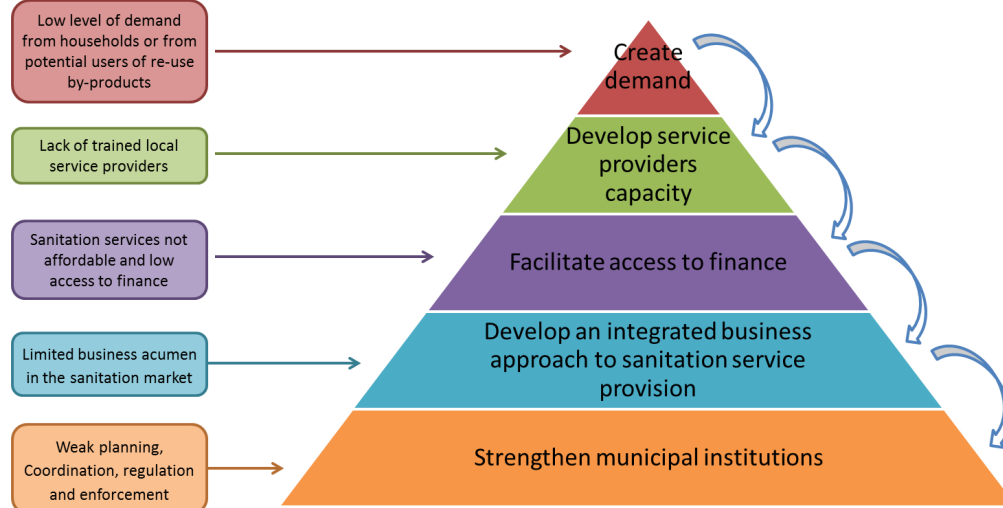 Low level of demand
from households or from
potential users of re-use
by-products
Create
demand
Lack of trained local
service providers
Develop service
providers
capacity
Sanitation services not
affordable and low
access to finance
Facilitate access to finance
Limited business acumen
in the sanitation market
Develop an integrated business
approach to sanitation service
provision
Weak planning,
Coordination, regulation
and enforcement
Strengthen municipal institutions